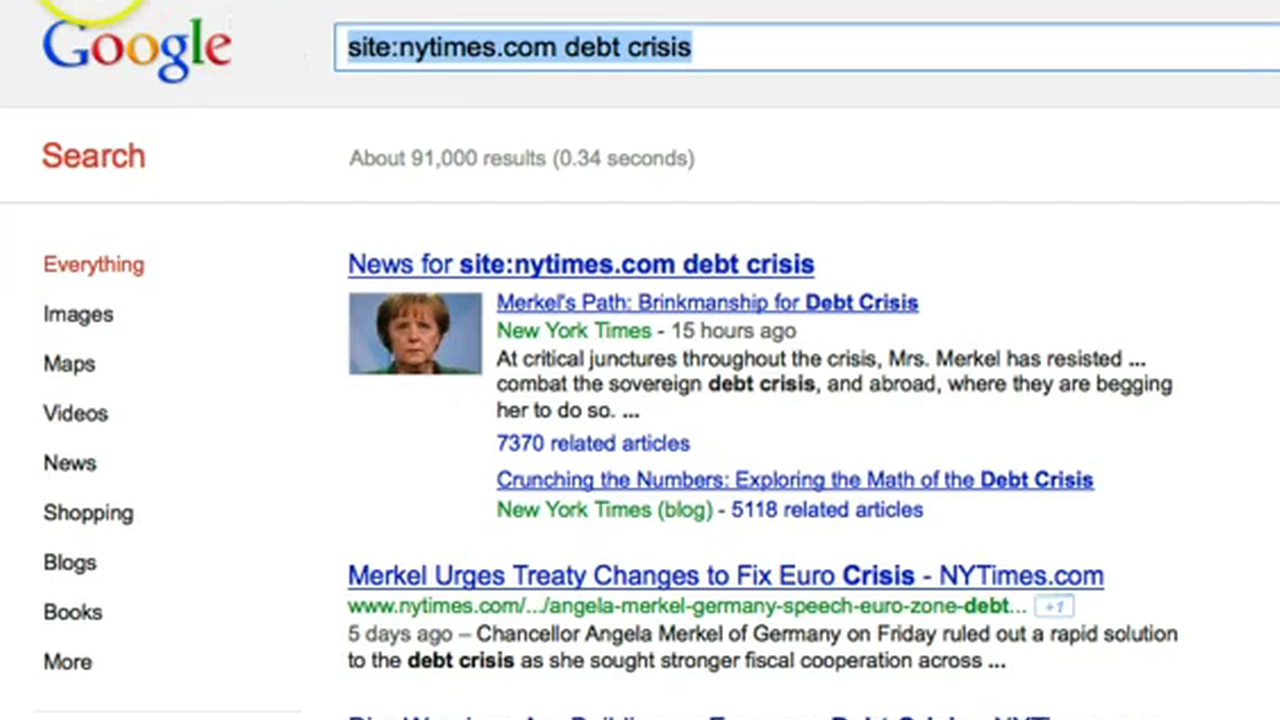 Google
site:nytimes.com debt crisis
Search
About 91,000 results (0.34 seconds)
Everything
Images
Maps
Videos
News
Shopping
Blogs
Books
More
News for site:nytimes.com debt crisis
Merkel's Path: Brinkmanship for Debt Crisis
New York Times - 15 hours ago
At critical junctures throughout the crisis, Mrs. Merkel has resisted ...
combat the sovereign debt crisis, and abroad, where they are begging
her to do so. ...
7370 related articles
Crunching the Numbers: Exploring the Math of the Debt Crisis
New York Times (blog) - 5118 related articles
Merkel Urges Treaty Changes to Fix Euro Crisis - NYTimes.com
www.nytimes.com/.../angela-merkel-germany-speech-euro-zone-debt... +1
5 days ago – Chancellor Angela Merkel of Germany on Friday ruled out a rapid solution
to the debt crisis as she sought stronger fiscal cooperation across ...